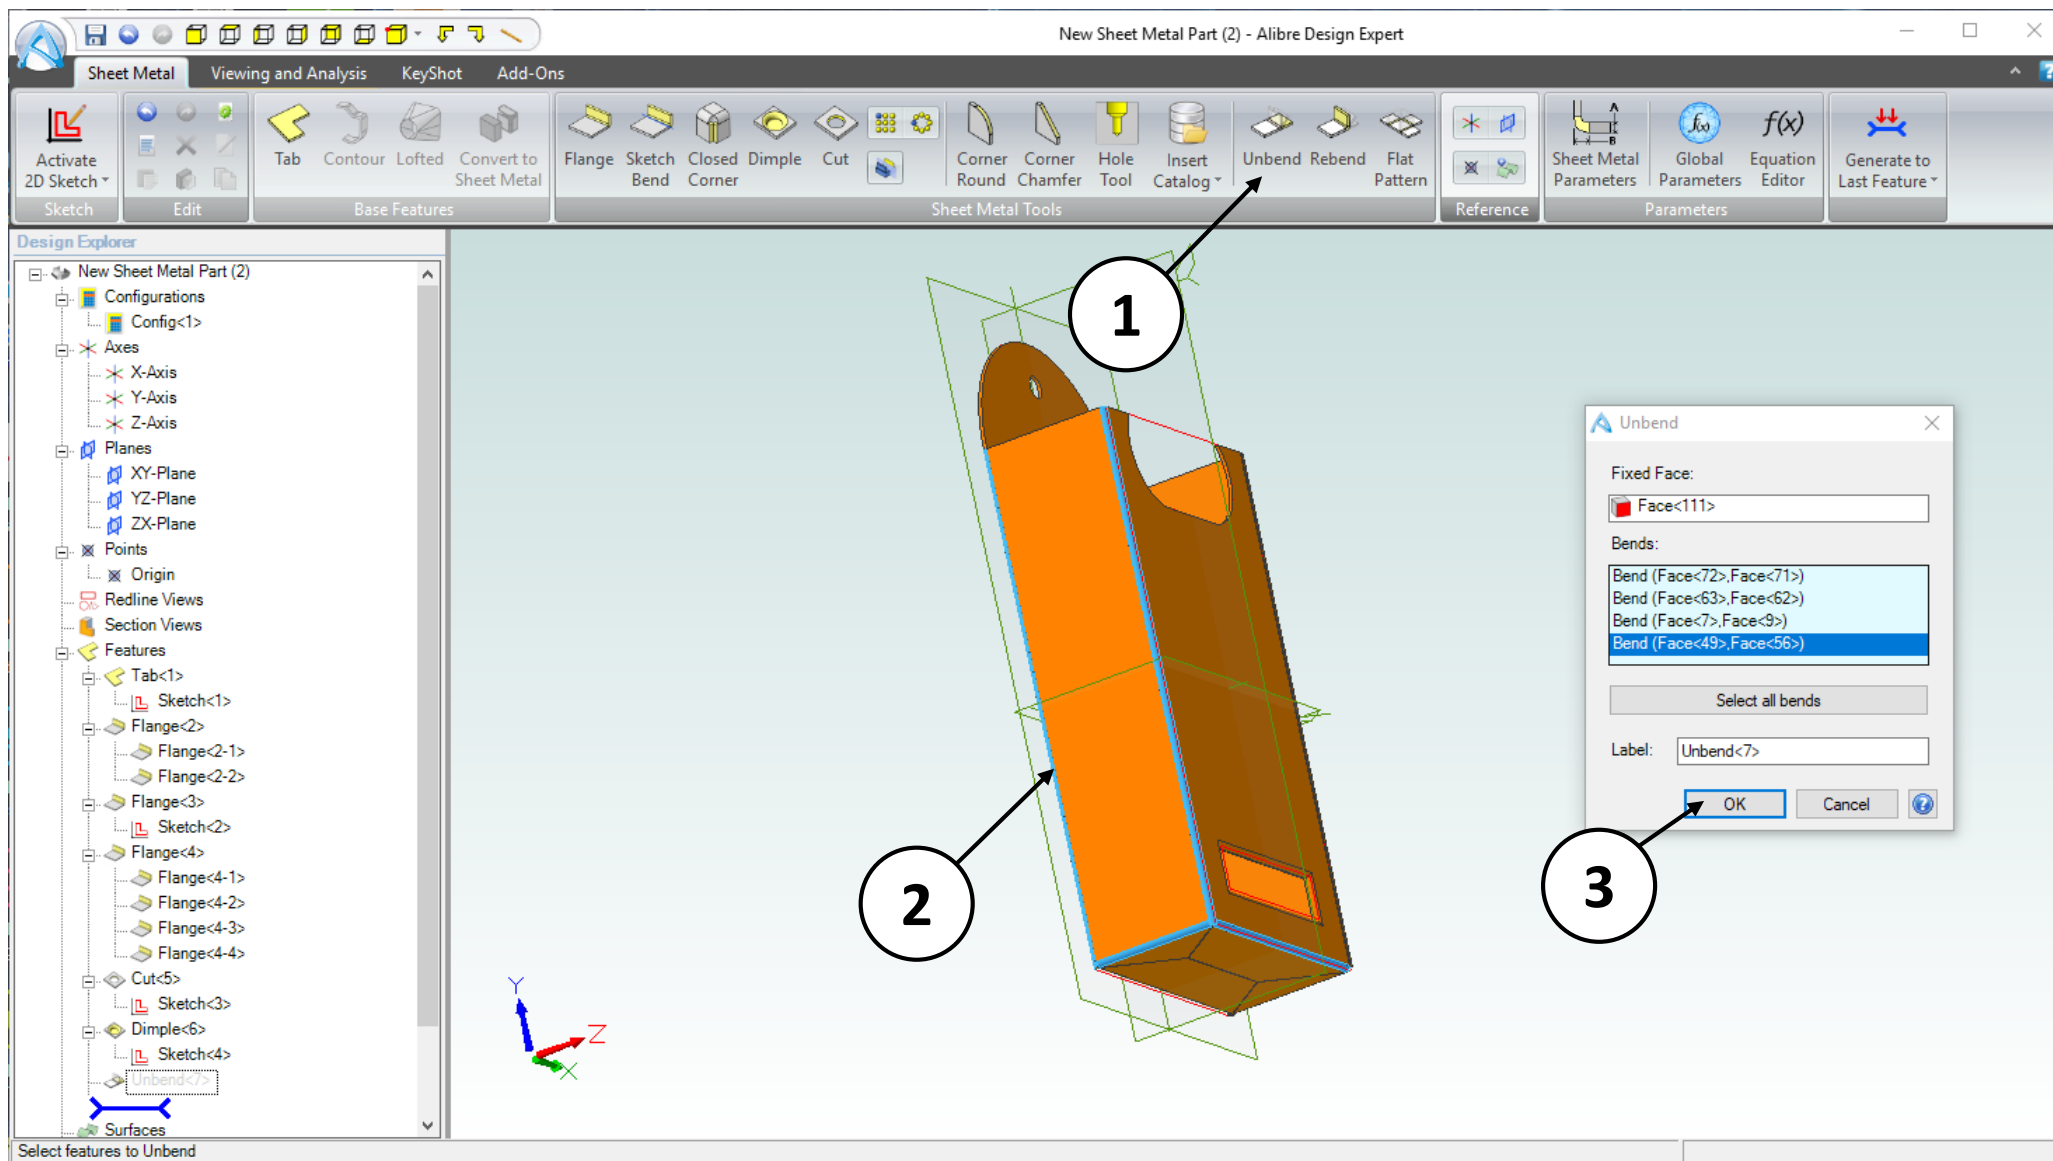 New Sheet Metal Part (2) - Alibre Design Expert
Sheet Metal
Viewing and Analysis
KeyShot
Add-Ons
Activate
2D Sketch
Sketch
Edit
Tab
Contour
Lofted
Convert to
Sheet Metal
Base Features
Flange
Sketch
Bend
Closed
Corner
Dimple
Cut
Corner
Round
Corner
Chamfer
Hole
Tool
Insert
Catalog
Unbend
Rebend
Flat
Pattern
Sheet Metal Tools
Reference
A
B
Sheet Metal
Parameters
f(x)
Global
Parameters
f(x)
Equation
Editor
Parameters
Generate to
Last Feature
Design Explorer
New Sheet Metal Part (2)
Configurations
Config<1>
Axes
X-Axis
Y-Axis
Z-Axis
Planes
XY-Plane
YZ-Plane
ZX-Plane
Points
Origin
Redline Views
Section Views
Features
Tab<1>
Sketch<1>
Flange<2>
Flange<2-1>
Flange<2-2>
Flange<3>
Sketch<2>
Flange<4>
Flange<4-1>
Flange<4-2>
Flange<4-3>
Flange<4-4>
Cut<5>
Sketch<3>
Dimple<6>
Sketch<4>
Unbend<7>
Surfaces
Select features to Unbend
1
2
3
Y
Z
X
Unbend
Fixed Face:
Face<111>
Bends:
Bend (Face<72>,Face<71>)
Bend (Face<63>,Face<62>)
Bend (Face<7>,Face<9>)
Bend (Face<49>,Face<56>)
Select all bends
Label:
Unbend<7>
OK
Cancel
?